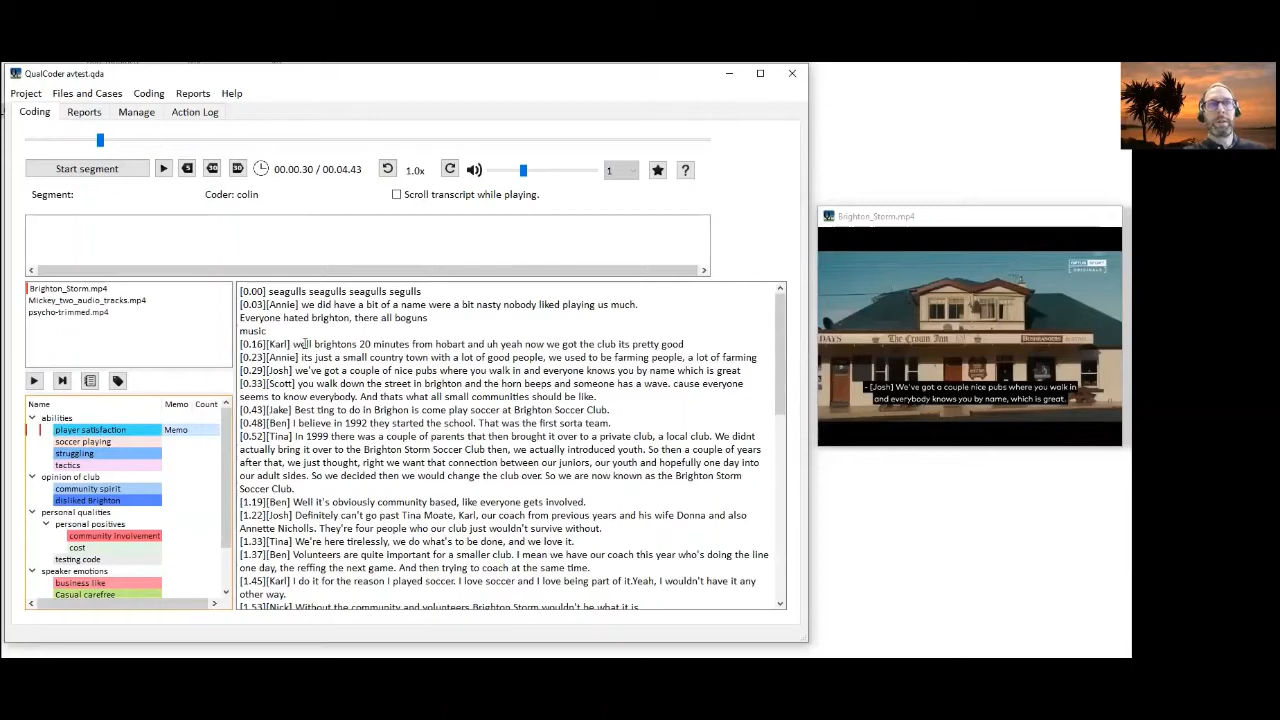 QualCoder avtest.qda
Project Files and Cases Coding Reports Help
Coding Reports Manage Action Log
Start segment 5 30 30 00.00.30 / 00.04.43 1.0x 1 ?
Segment: Coder: colin Scroll transcript while playing.
Brighton_Storm.mp4
Mickey_two_audio_tracks.mp4
psycho-trimmed.mp4
Name Memo Count
abilities
player satisfaction Memo
soccer playing
struggling
tactics
opinion of club
community spirit
disliked Brighton
personal qualities
personal positives
community involvement
cost
testing code
speaker emotions
business like
Casual carefree
[0.00] seagulls seagulls seagulls segulls
[0.03][Annie] we did have a bit of a name were a bit nasty nobody liked playing us much.
Everyone hated brighton, there all boguns
music
[0.16][Karl] well brightons 20 minutes from hobart and uh yeah now we got the club its pretty good
[0.23][Annie] its just a small country town with a lot of good people, we used to be farming people, a lot of farming
[0.29][Josh] we've got a couple of nice pubs where you walk in and everyone knows you by name which is great
[0.33][Scott] you walk down the street in brighton and the horn beeps and someone has a wave. cause everyone
seems to know everybody. And thats what all small communities should be like.
[0.43][Jake] Best ting to do in Brighon is come play soccer at Brighton Soccer Club.
[0.48][Ben] I believe in 1992 they started the school. That was the first sorta team.
[0.52][Tina] In 1999 there was a couple of parents that then brought it over to a private club, a local club. We didnt
actually bring it over to the Brighton Storm Soccer Club then, we actually introduced youth. So then a couple of years
after that, we just thought, right we want that connection between our juniors, our youth and hopefully one day into
our adult sides. So we are now decided then we would change the club over. So we are now known as the Brighton Storm
Soccer Club.
[1.19][Ben] Well it's obviously community based, like everyone gets involved.
[1.22][Josh] Definitely can't go past Tina Moate, Karl, our coach from previous years and his wife Donna and also
Annette Nicholls. They're four people who our club just wouldn't survive without.
[1.33][Tina] We're here tirelessly, we do what's to be done, and we love it.
[1.37][Ben] Volunteers are quite important for a smaller club. I mean we have our coach this year who's doing the line
one day, the reffing the next game. And then trying to coach at the same time.
[1.45][Karl] I do it for the reason I played soccer. I love soccer and I love being part of it.Yeah, I wouldn't have it any
other way.
[1.53][Nick] Without the community and volunteers Brighton Storm wouldn't be what it is
Brighton_Storm.mp4
ORIGINALS
DAYS The Crown Inn
- [Josh] We've got a couple nice pubs where you walk in
and everybody knows you by name, which is great.